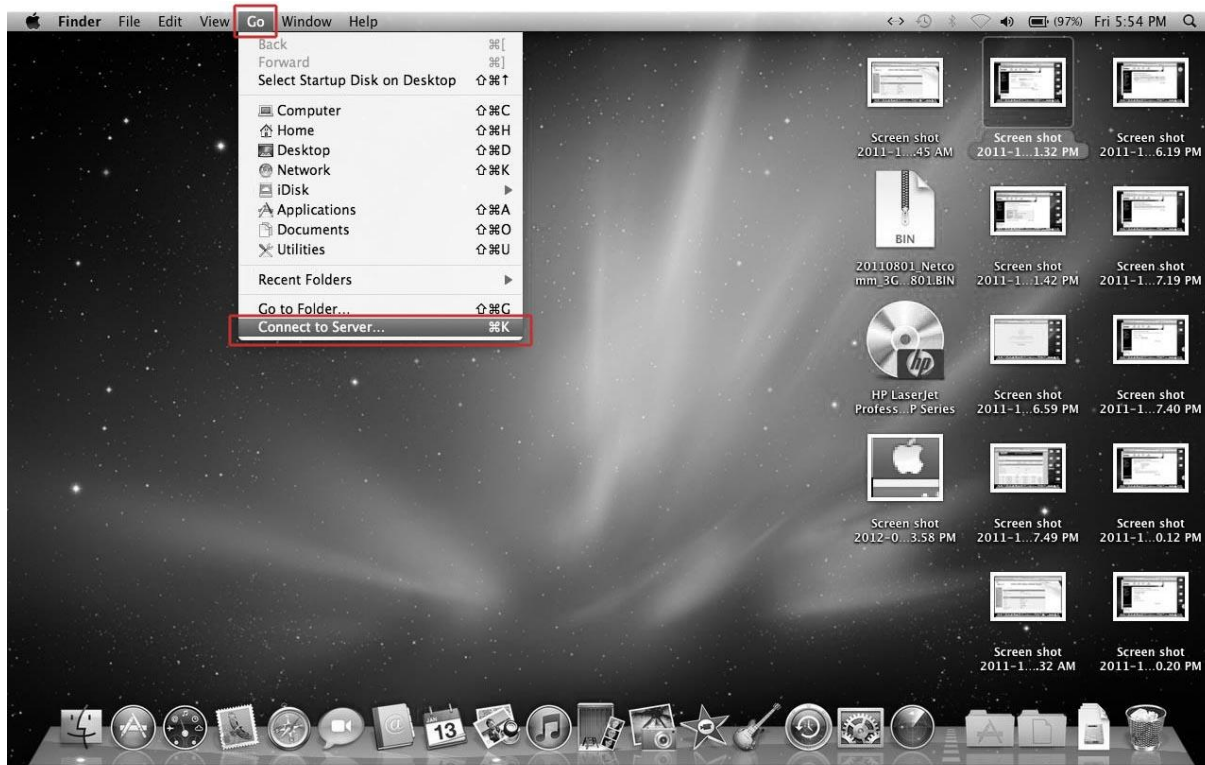 Finder File Edit View Go Window Help
(97%) Fri 5:54 PM
Back ⌘[
Forward ⌘]
Select Startup Disk on Desktop ⇧⌘↑
Computer ⇧⌘C
Home ⇧⌘H
Desktop ⇧⌘D
Network ⇧⌘K
iDisk
Applications ⇧⌘A
Documents ⇧⌘O
Utilities ⇧⌘U
Recent Folders
Go to Folder... ⇧⌘G
Connect to Server... ⌘K
Screen shot
2011-1....45 AM
Screen shot
2011-1...1.32 PM
Screen shot
2011-1...6.19 PM
BIN
20110801_Netco
mm_3G...801.BIN
Screen shot
2011-1...1.42 PM
Screen shot
2011-1...7.19 PM
hp
HP LaserJet
Profess...P Series
Screen shot
2011-1...6.59 PM
Screen shot
2011-1...7.40 PM
Screen shot
2012-0...3.58 PM
Screen shot
2011-1...7.49 PM
Screen shot
2011-1...0.12 PM
Screen shot
2011-1....32 AM
Screen shot
2011-1...0.20 PM
JAN
13